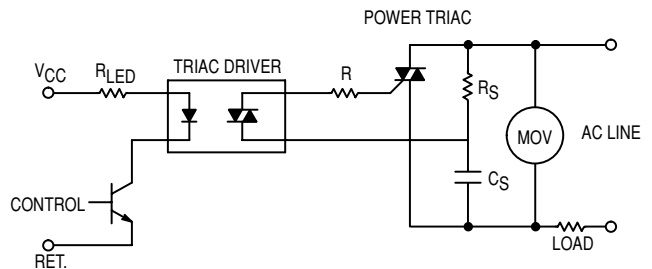 POWER TRIAC
VCC
RLED
TRIAC DRIVER
R
RS
MOV
AC LINE
CS
CONTROL
LOAD
RET.